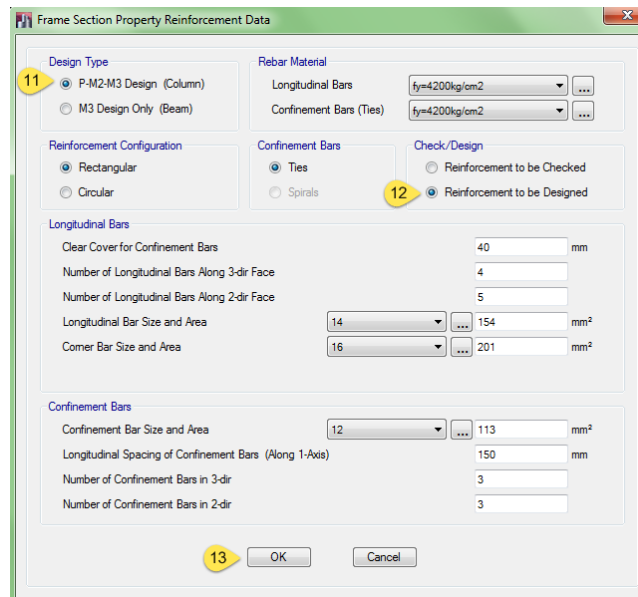 Frame Section Property Reinforcement Data
Design Type
11 P-M2-M3 Design (Column)
M3 Design Only (Beam)
Rebar Material
Longitudinal Bars fy=4200kg/cm2 ...
Confinement Bars (Ties) fy=4200kg/cm2 ...
Reinforcement Configuration
Rectangular
Circular
Confinement Bars
Ties
Spirals
Check/Design
Reinforcement to be Checked
12 Reinforcement to be Designed
Longitudinal Bars
Clear Cover for Confinement Bars 40 mm
Number of Longitudinal Bars Along 3-dir Face 4
Number of Longitudinal Bars Along 2-dir Face 5
Longitudinal Bar Size and Area 14 ... 154 mm²
Corner Bar Size and Area 16 ... 201 mm²
Confinement Bars
Confinement Bar Size and Area 12 ... 113 mm²
Longitudinal Spacing of Confinement Bars (Along 1-Axis) 150 mm
Number of Confinement Bars in 3-dir 3
Number of Confinement Bars in 2-dir 3
13 OK Cancel